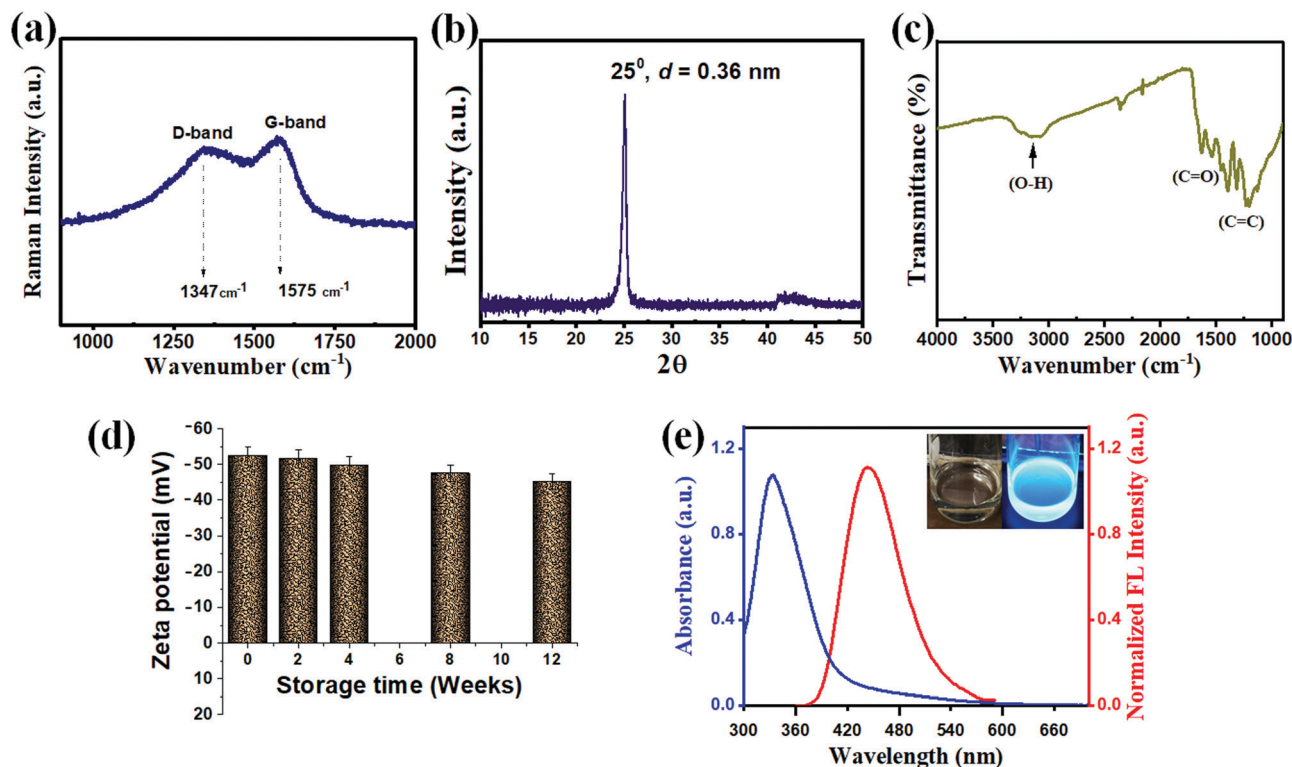 (a)
Raman Intensity (a.u.)
D-band
G-band
1347 cm⁻¹
1575 cm⁻¹
1000 1250 1500 1750 2000
Wavenumber (cm⁻¹)
(b)
Intensity (a.u.)
25⁰, d = 0.36 nm
10 15 20 25 30 35 40 45 50
2θ
(c)
Transmittance (%)
(O-H)
(C=O)
(C=C)
4000 3500 3000 2500 2000 1500 1000
Wavenumber (cm⁻¹)
(d)
Zeta potential (mV)
-60
-50
-40
-30
-20
-10
0
10
20
0 2 4 6 8 10 12
Storage time (Weeks)
(e)
Absorbance (a.u.)
1.2
0.8
0.4
0.0
Normalized FL Intensity (a.u.)
1.2
0.8
0.4
0.0
300 360 420 480 540 600 660
Wavelength (nm)